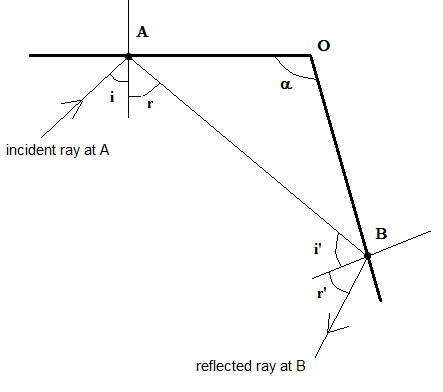 A
O
α
i
r
incident ray at A
B
i'
r'
reflected ray at B